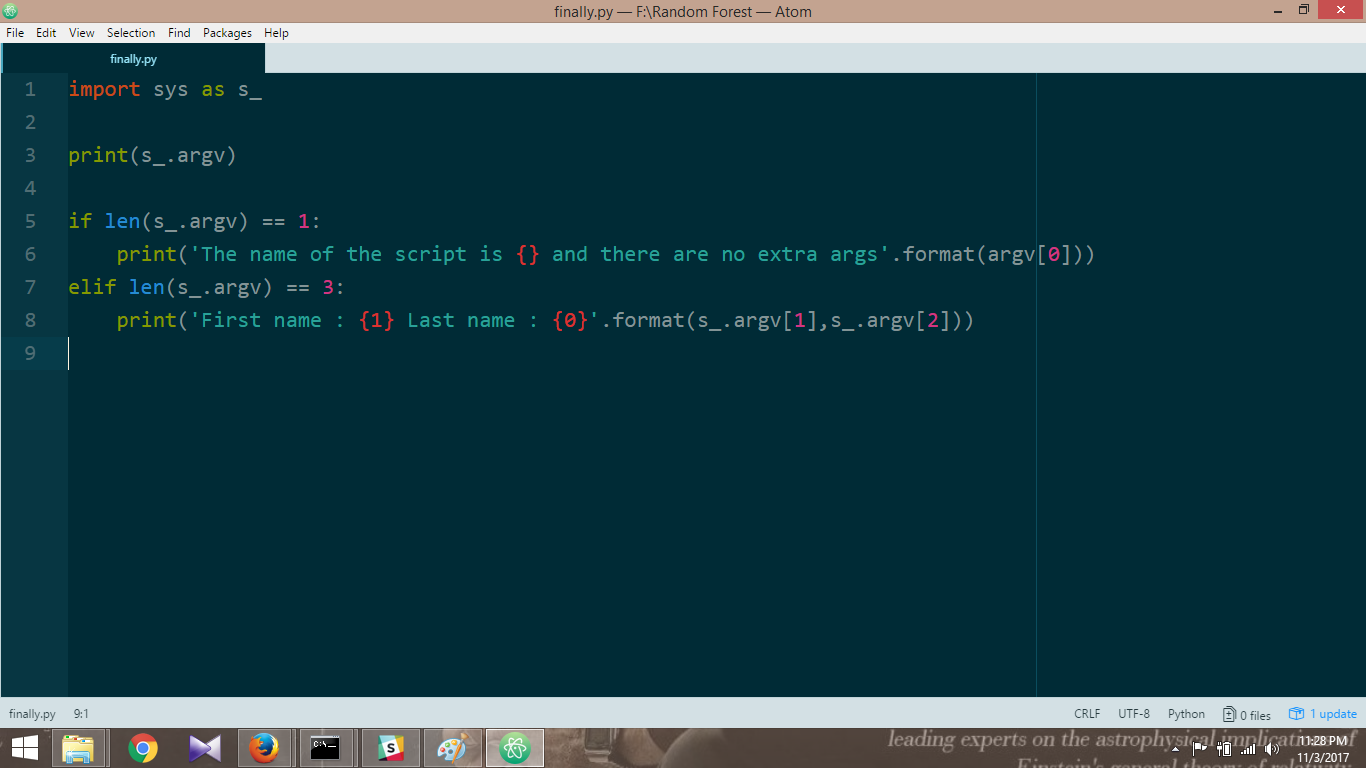 finally.py — F:\Random Forest — Atom
File Edit View Selection Find Packages Help
finally.py
1 import sys as s_
2
3 print(s_.argv)
4
5 if len(s_.argv) == 1:
6     print('The name of the script is {} and there are no extra args'.format(argv[0]))
7 elif len(s_.argv) == 3:
8     print('First name : {1} Last name : {0}'.format(s_.argv[1],s_.argv[2]))
9
finally.py 9:1 CRLF UTF-8 Python 0 files 1 update
leading experts on the astrophysical implications of
Einstein's general theory of relativity
C:\_
S
11:28 PM
11/3/2017